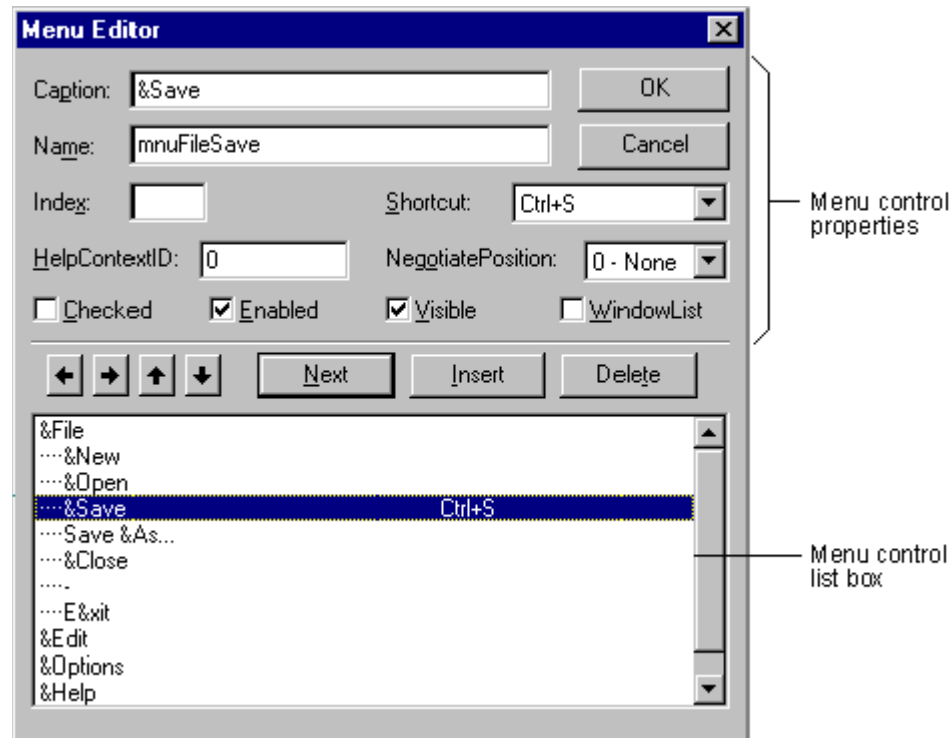 Menu Editor
Caption: &Save
OK
Name: mnuFileSave
Cancel
Index:
Shortcut: Ctrl+S
HelpContextID: 0
NegotiatePosition: 0 - None
Checked
Enabled
Visible
WindowList
Menu control
properties
Next
Insert
Delete
&File
····&New
····&Open
····&Save Ctrl+S
····Save &As...
····&Close
····-
····E&xit
&Edit
&Options
&Help
Menu control
list box